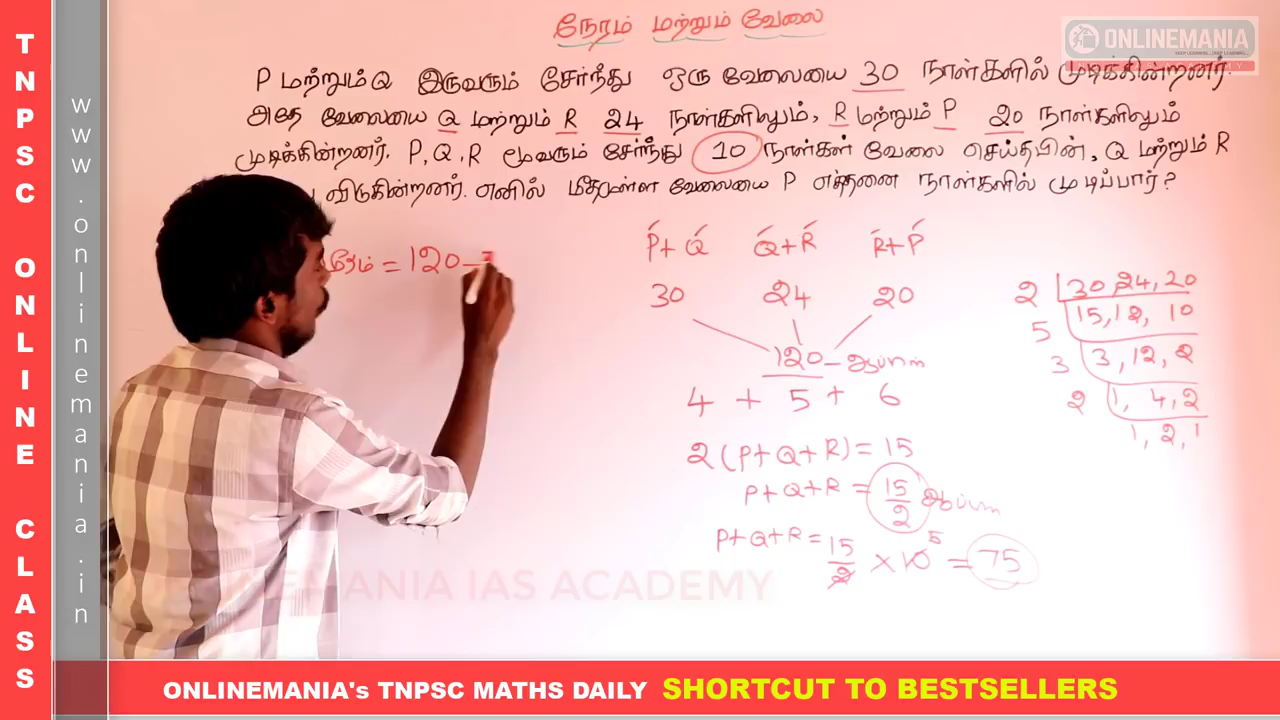 நேரம் மற்றும் வேலை
ONLINEMANIA
P மற்றும் Q இருவரும் சேர்ந்து ஒரு வேலையை 30 நாள்களில் முடிக்கின்றனர்.
அதே வேலையை Q மற்றும் R 24 நாள்களிலும், R மற்றும் P 20 நாள்களிலும்
முடிக்கின்றனர். P, Q, R மூவரும் சேர்ந்து 10 நாள்கள் வேலை செய்தபின், Q மற்றும் R
விடுகின்றனர். எனில் மீதமுள்ள வேலையை P எத்தனை நாள்களில் முடிப்பார்?
= 120 -
P+Q Q+R R+P
30 24 20
120 - ஆப்பிள்
4 + 5 + 6
2(P+Q+R) = 15
P+Q+R = 15/2
P+Q+R = 15/2 × 10 5 = 75
2 | 30, 24, 20
5 15, 12, 10
3 3, 12, 2
2 1, 4, 2
1, 2, 1
MANIA IAS ACADEMY
TNPSC ONLINE CLASS
www.onlinemania.in
ONLINEMANIA's TNPSC MATHS DAILY SHORTCUT TO BESTSELLERS